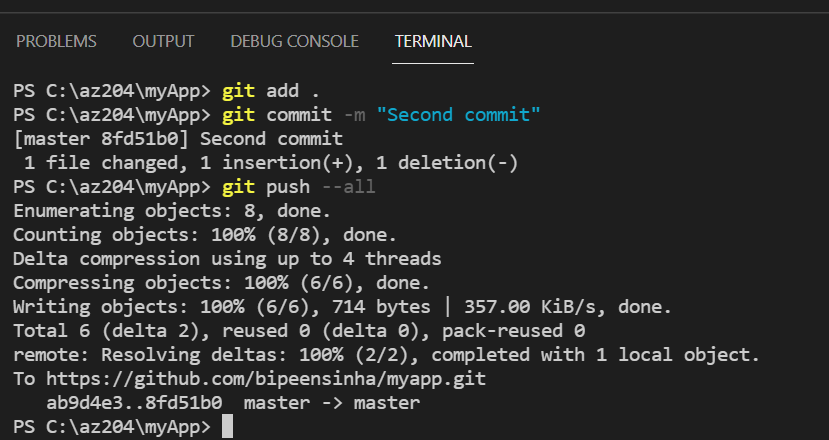 PROBLEMS OUTPUT DEBUG CONSOLE TERMINAL
PS C:\az204\myApp> git add .
PS C:\az204\myApp> git commit -m "Second commit"
[master 8fd51b0] Second commit
 1 file changed, 1 insertion(+), 1 deletion(-)
PS C:\az204\myApp> git push --all
Enumerating objects: 8, done.
Counting objects: 100% (8/8), done.
Delta compression using up to 4 threads
Compressing objects: 100% (6/6), done.
Writing objects: 100% (6/6), 714 bytes | 357.00 KiB/s, done.
Total 6 (delta 2), reused 0 (delta 0), pack-reused 0
remote: Resolving deltas: 100% (2/2), completed with 1 local object.
To https://github.com/bipeensinha/myapp.git
   ab9d4e3..8fd51b0  master -> master
PS C:\az204\myApp>